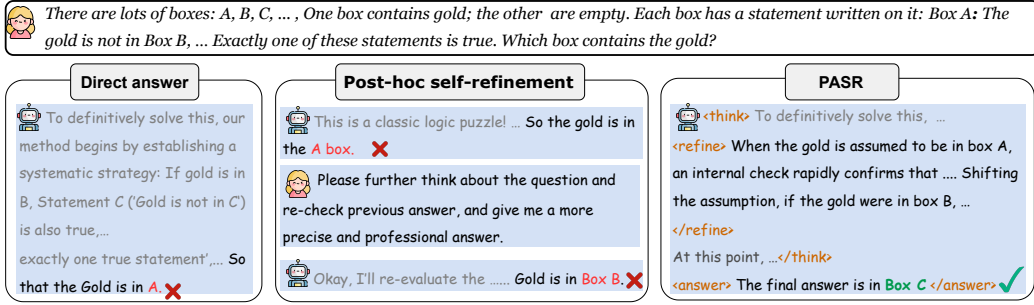 There are lots of boxes: A, B, C, ... , One box contains gold; the other are empty. Each box has a statement written on it: Box A: The
gold is not in Box B, ... Exactly one of these statements is true. Which box contains the gold?
Direct answer
To definitively solve this, our
method begins by establishing a
systematic strategy: If gold is in
B, Statement C ('Gold is not in C')
is also true,...
exactly one true statement',... So
that the Gold is in A.
Post-hoc self-refinement
This is a classic logic puzzle! ... So the gold is in
the A box.
Please further think about the question and
re-check previous answer, and give me a more
precise and professional answer.
Okay, I'll re-evaluate the ...... Gold is in Box B.
PASR
<think> To definitively solve this, ...
<refine> When the gold is assumed to be in box A,
an internal check rapidly confirms that .... Shifting
the assumption, if the gold were in box B, ...
</refine>
At this point, ...</think>
<answer> The final answer is in Box C </answer>